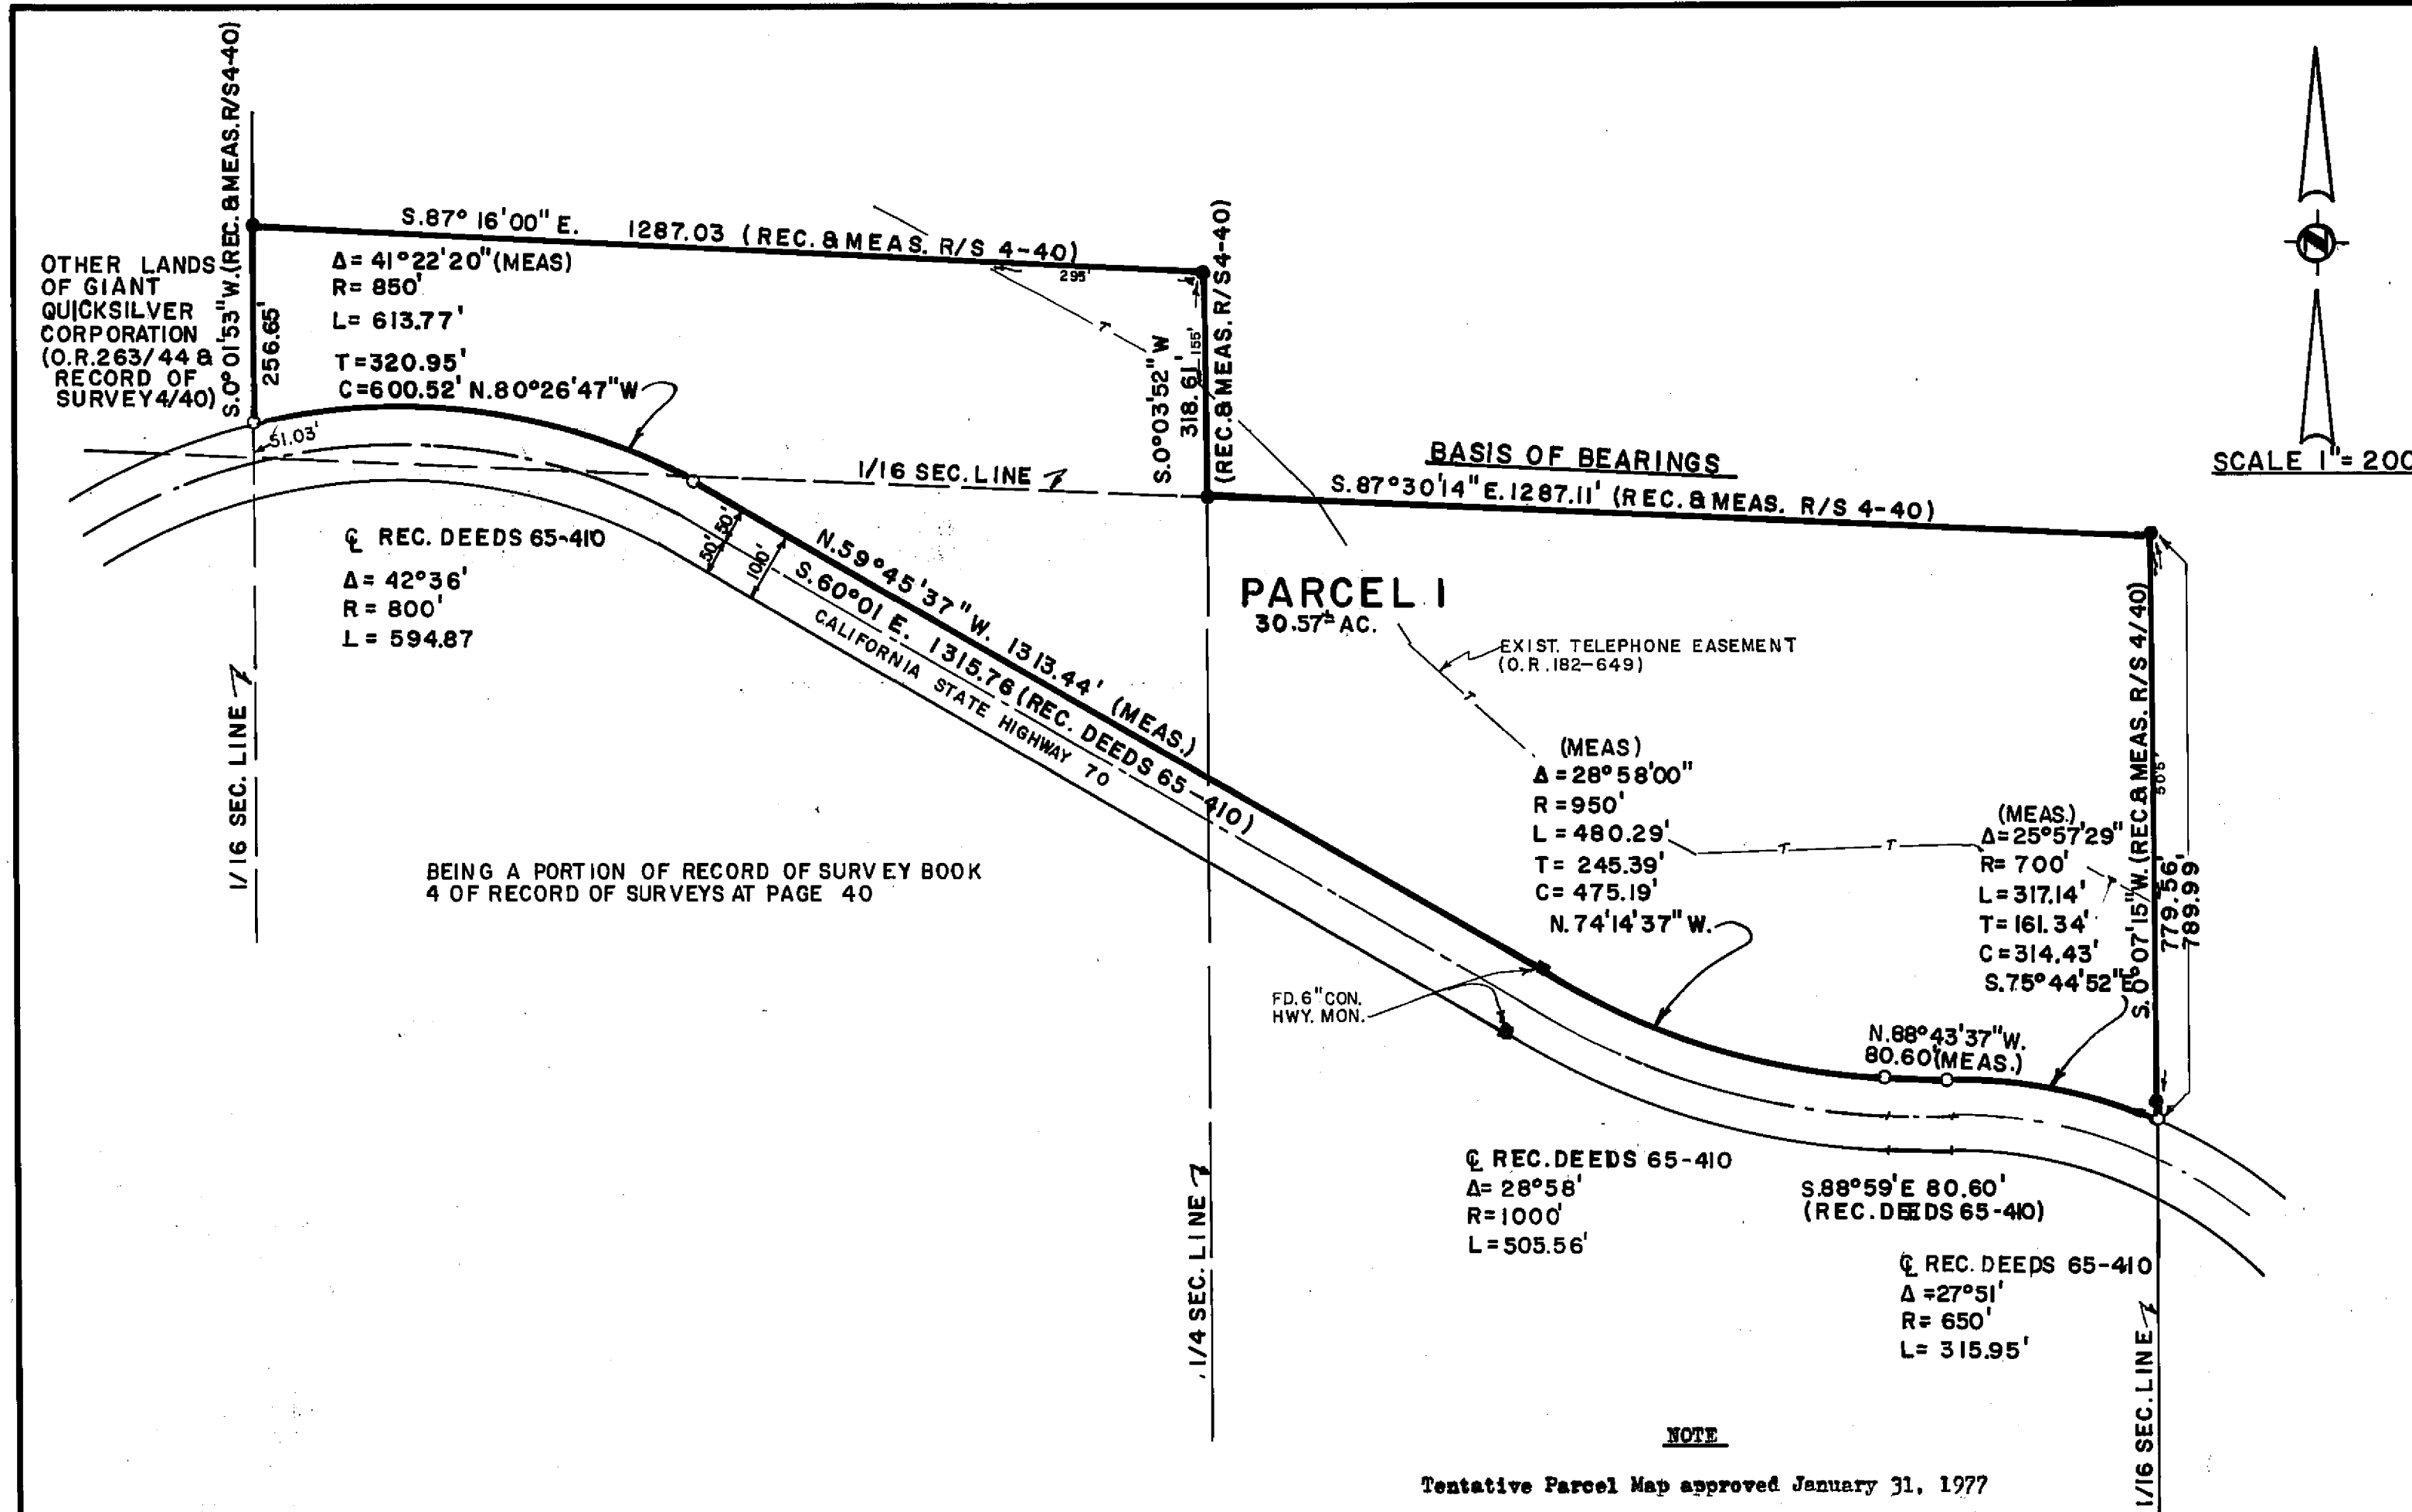 S.0°01'53"W.(REC.&MEAS.R/S4-40)
256.65'
OTHER LANDS
OF GIANT
QUICKSILVER
CORPORATION
(O.R.263/44 &
RECORD OF
SURVEY4/40)
S.87°16'00"E. 1287.03 (REC.&MEAS. R/S 4-40)
295'
Δ= 41°22'20"(MEAS)
R= 850'
L= 613.77'
T=320.95'
C=600.52' N.80°26'47"W
51.03'
S.0°03'52"W
318.61'
155'
(REC.&MEAS. R/S4-40)
T
1/16 SEC. LINE
BASIS OF BEARINGS
S.87°30'14"E.1287.11' (REC.&MEAS. R/S 4-40)
SCALE 1"= 200
N
℄ REC. DEEDS 65-410
Δ= 42°36'
R = 800'
L = 594.87
50'
50'
100'
N.59°45'37"W. 1313.44' (MEAS.)
S.60°01 E. 1315.76 (REC. DEEDS 65-410)
CALIFORNIA STATE HIGHWAY 70
PARCEL 1
30.57± AC.
EXIST. TELEPHONE EASEMENT
(O.R.182-649)
T
1/16 SEC. LINE
BEING A PORTION OF RECORD OF SURVEY BOOK
4 OF RECORD OF SURVEYS AT PAGE 40
(MEAS)
Δ=28°58'00"
R=950'
L=480.29'
T= 245.39'
C= 475.19'
N.74°14'37"W.
T T T
(MEAS.)
Δ=25°57'29"
R= 700'
L=317.14'
T=161.34'
C=314.43'
S.75°44'52"E
S.0°07'15"W.(REC.&MEAS. R/S 4/40)
505'
779.56'
789.99'
FD.6"CON.
HWY. MON.
N.88°43'37"W.
80.60'(MEAS.)
℄ REC.DEEDS 65-410
Δ= 28°58'
R=1000'
L=505.56'
S.88°59'E 80.60'
(REC.DEEDS 65-410)
℄ REC. DEEDS 65-410
Δ=27°51'
R= 650'
L= 315.95'
1/4 SEC. LINE
1/16 SEC.LINE
NOTE
Tentative Parcel Map approved January 31, 1977